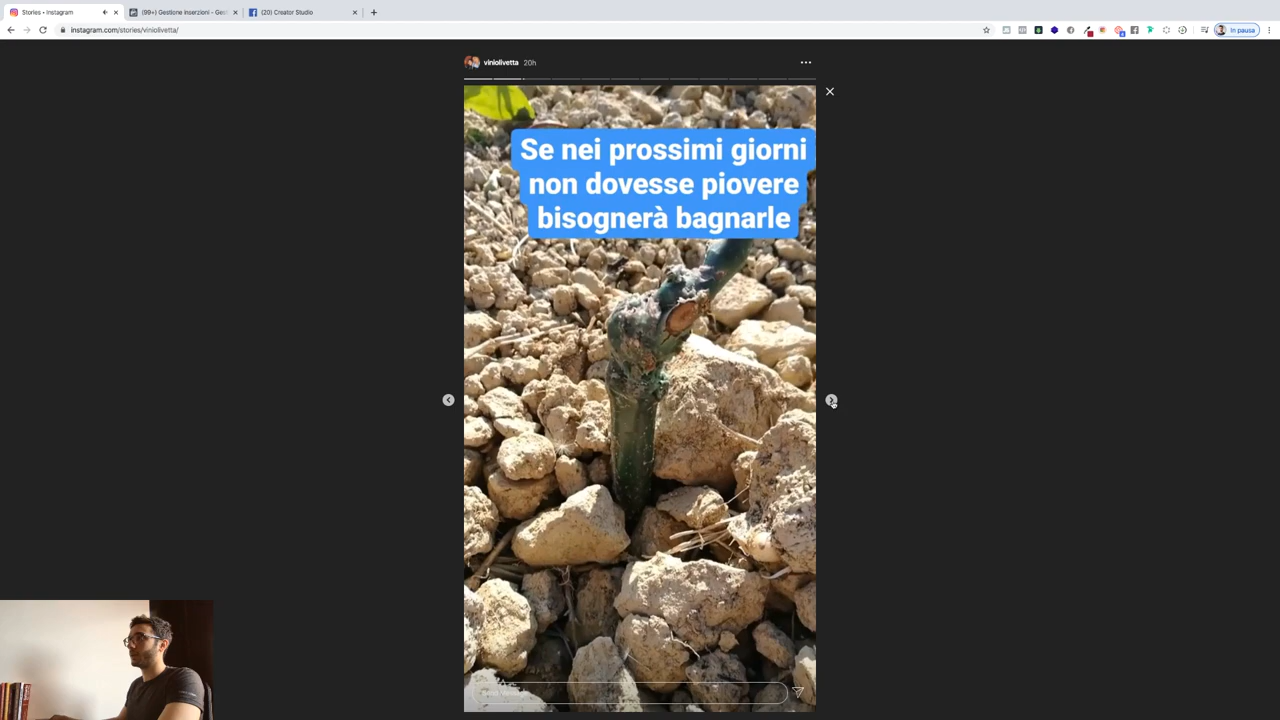 Stories • Instagram
(99+) Gestione inserzioni - Gest
(20) Creator Studio
instagram.com/stories/viniolivetta/
In pausa
viniolivetta 20h
Se nei prossimi giorni
non dovesse piovere
bisognerà bagnarle